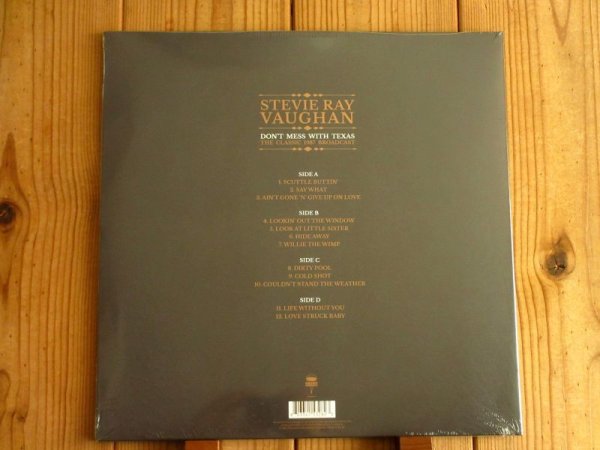 STEVIE RAY
VAUGHAN
DON'T MESS WITH TEXAS
THE CLASSIC 1987 BROADCAST
SIDE A
1. SCUTTLE BUTTIN'
2. SAY WHAT
3. AIN'T GONE 'N' GIVE UP ON LOVE
SIDE B
4. LOOKIN' OUT THE WINDOW
5. LOOK AT LITTLE SISTER
6. HIDE AWAY
7. WILLIE THE WIMP
SIDE C
8. DIRTY POOL
9. COLD SHOT
10. COULDN'T STAND THE WEATHER
SIDE D
11. LIFE WITHOUT YOU
12. LOVE STRUCK BABY